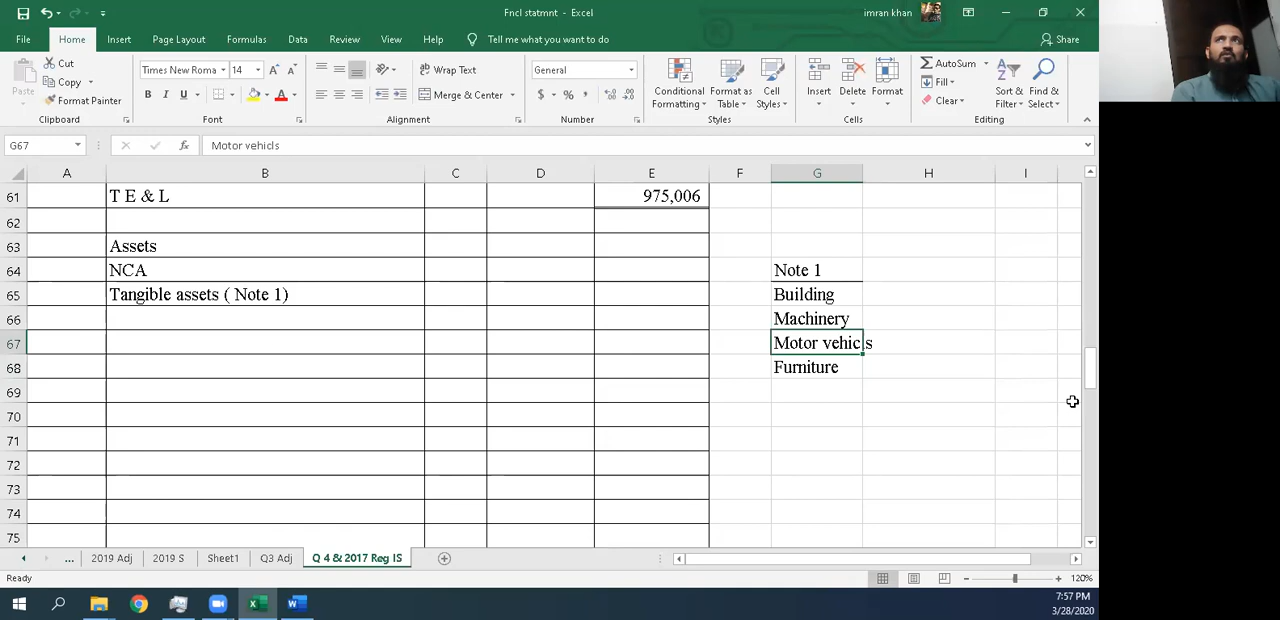 Fncl statmnt - Excel
imran khan
File Home Insert Page Layout Formulas Data Review View Help Tell me what you want to do Share
Paste
Cut
Copy
Format Painter
Clipboard
Times New Roma 14
B I U
Font
Wrap Text
Merge & Center
Alignment
General
$ % ,
Number
Conditional Formatting
Format as Table
Cell Styles
Styles
Insert Delete Format
Cells
AutoSum
Fill
Clear
Sort & Filter
Find & Select
Editing
G67 fx Motor vehicls
A B C D E F G H I
61 T E & L 975,006
62
63 Assets
64 NCA Note 1
65 Tangible assets ( Note 1) Building
66 Machinery
67 Motor vehicls
68 Furniture
69
70
71
72
73
74
75
... 2019 Adj 2019 S Sheet1 Q3 Adj Q 4 & 2017 Reg IS
Ready 120%
7:57 PM
3/28/2020